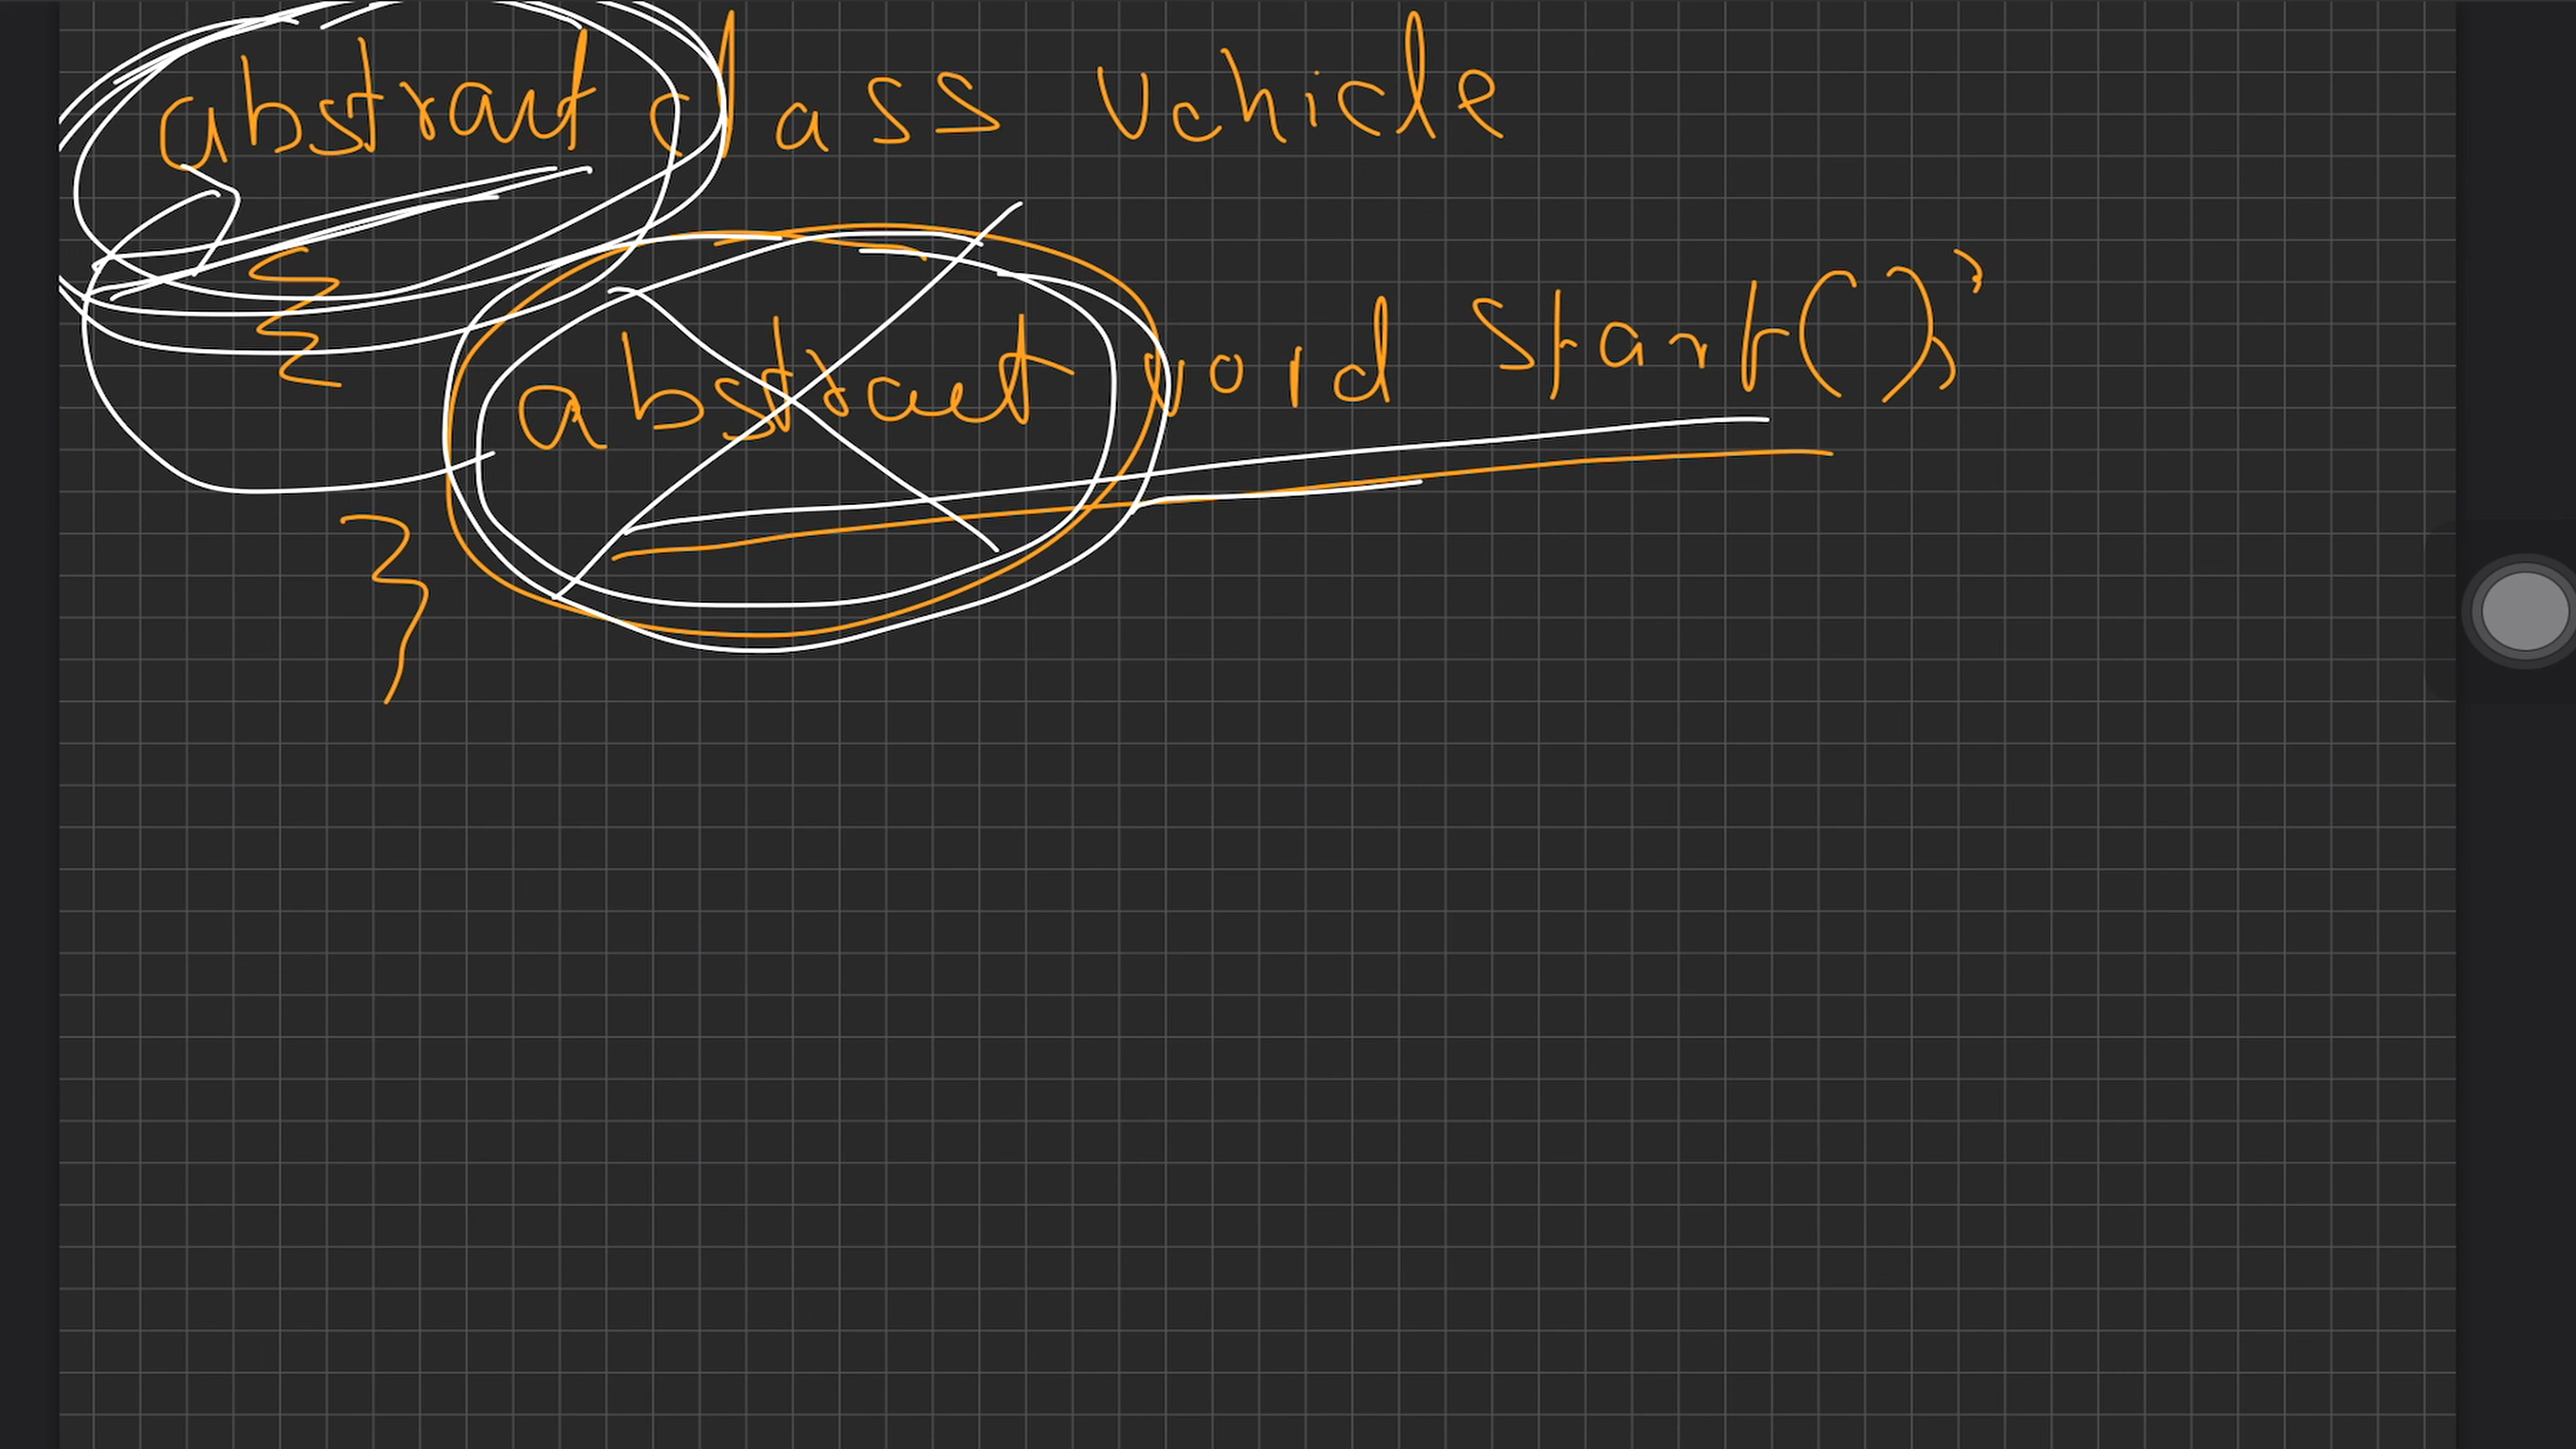 abstract class Vehicle
{
abstract void start();
}